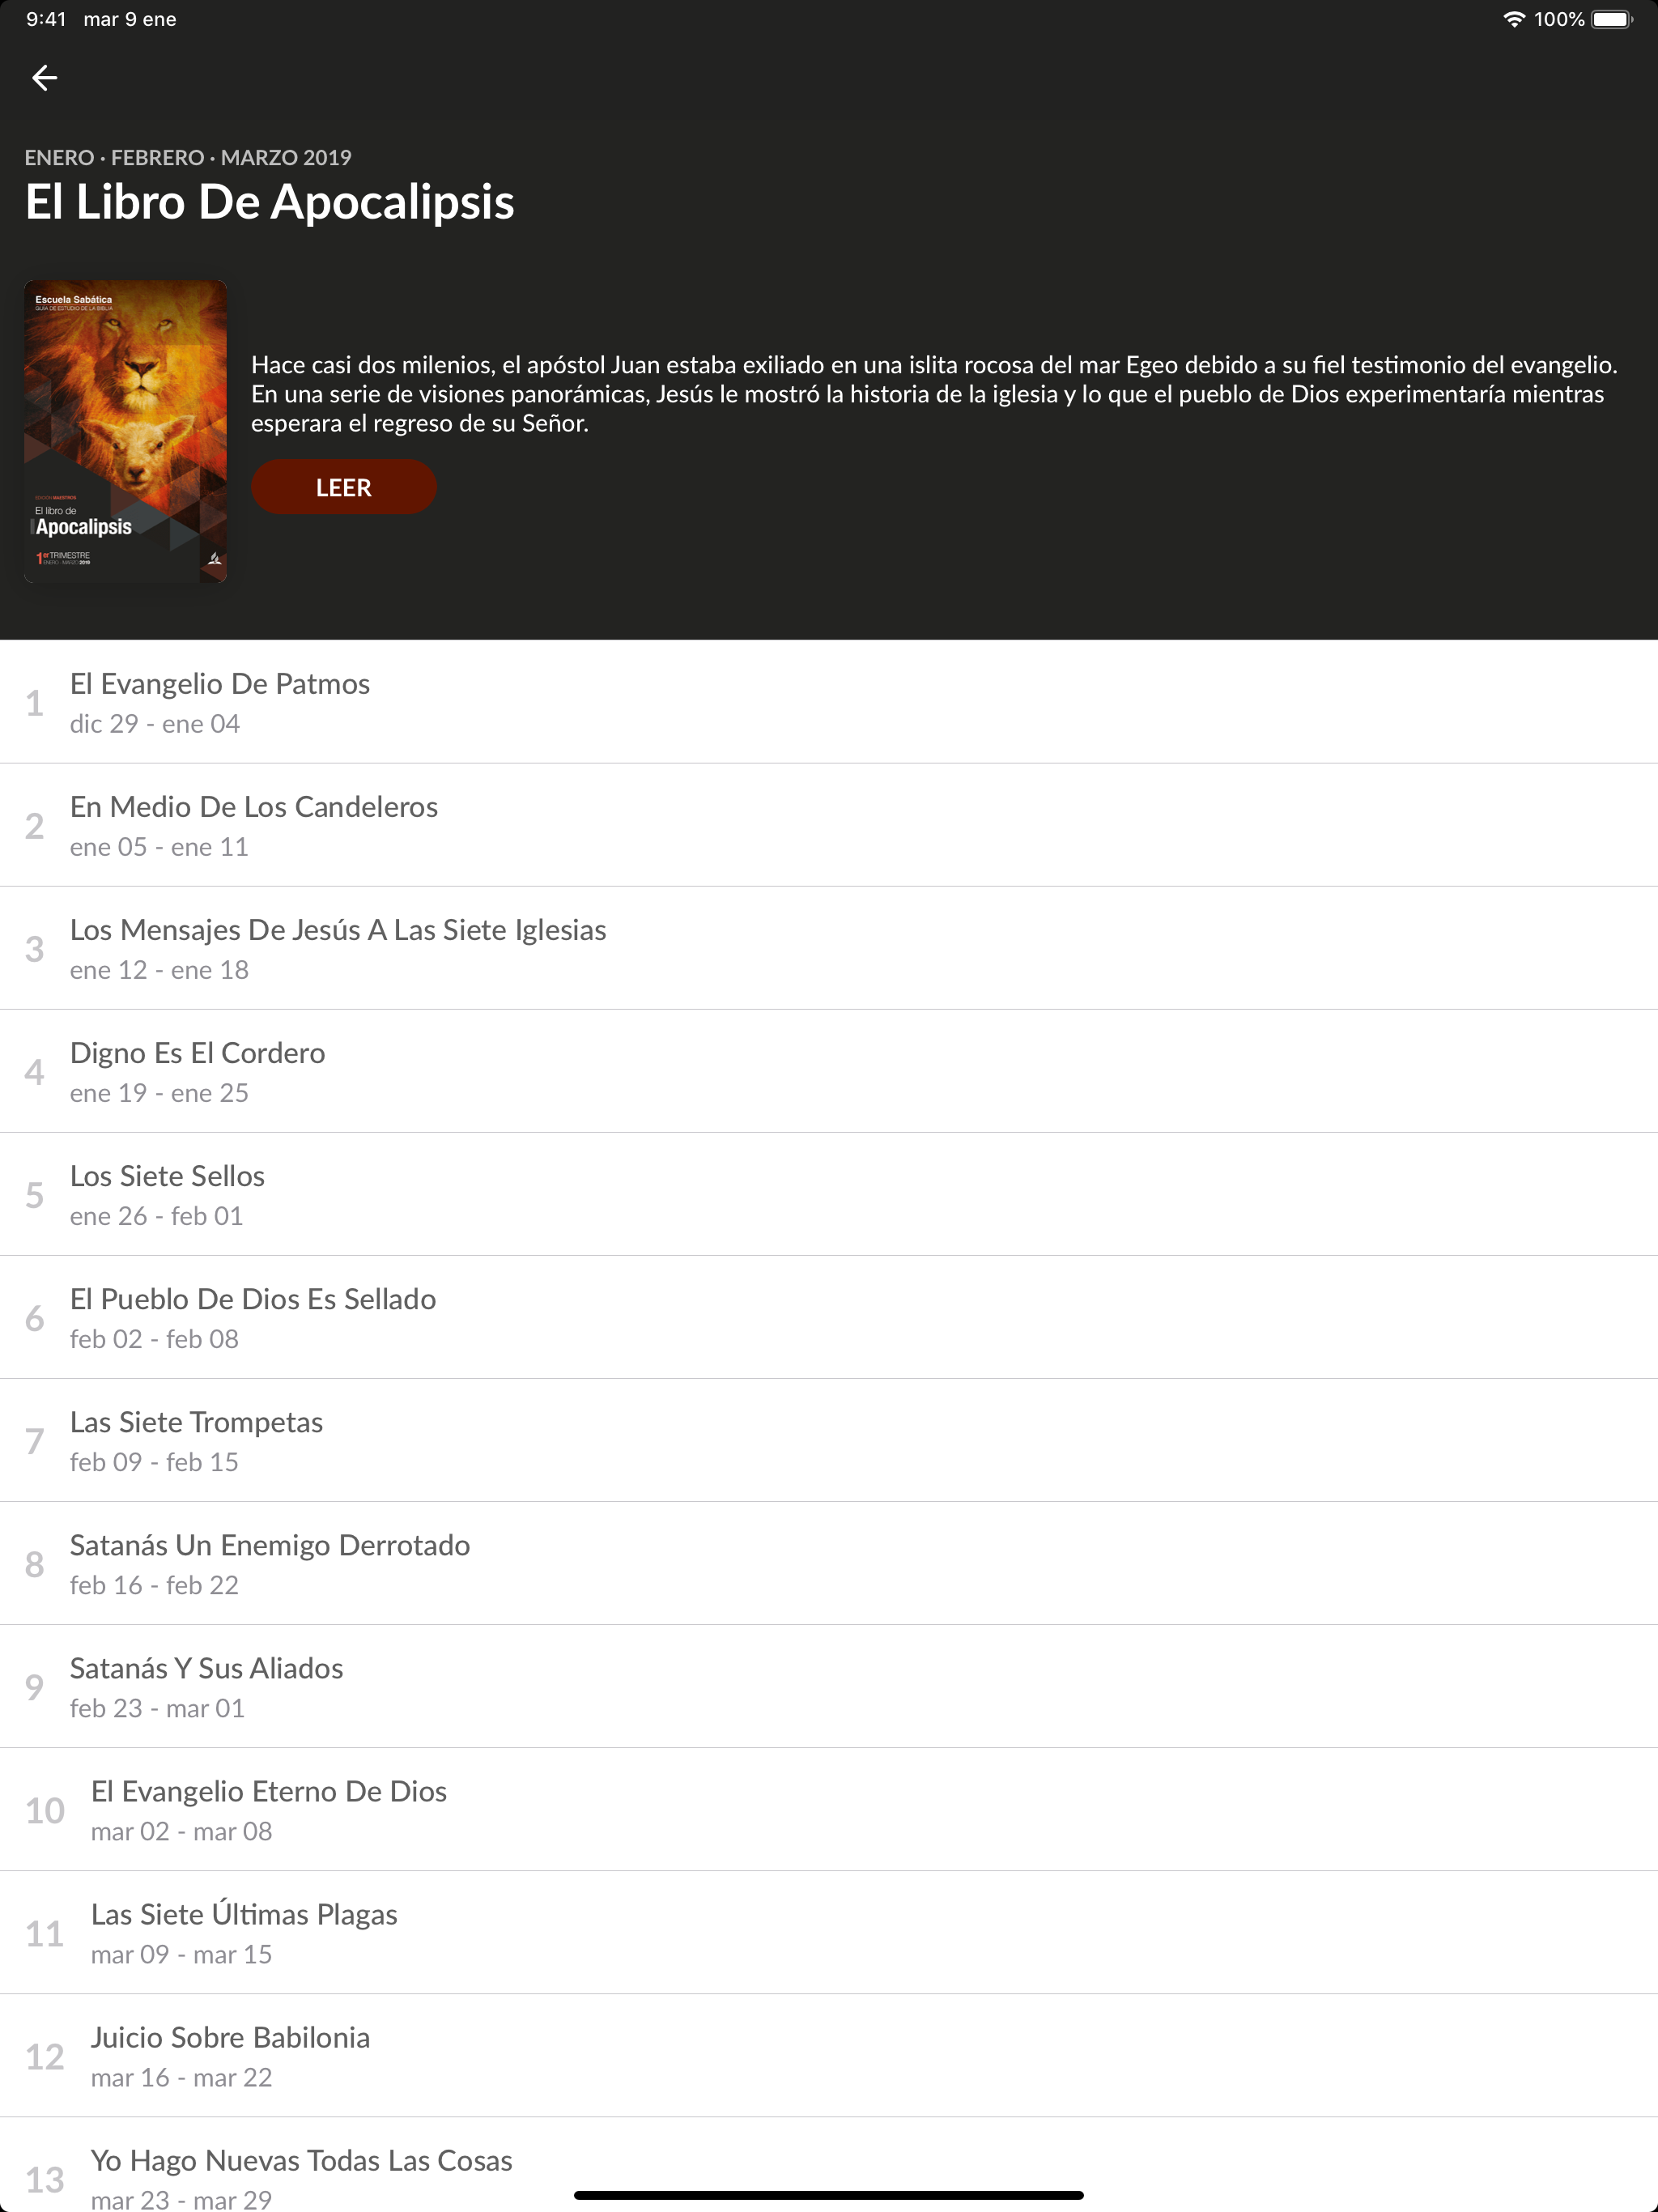 9:41 mar 9 ene 100%
ENERO · FEBRERO · MARZO 2019
El Libro De Apocalipsis
Escuela Sabática
GUÍA DE ESTUDIO DE LA BIBLIA
EDICIÓN MAESTROS
El libro de
Apocalipsis
1er TRIMESTRE
ENERO - MARZO 2019
Hace casi dos milenios, el apóstol Juan estaba exiliado en una islita rocosa del mar Egeo debido a su fiel testimonio del evangelio.
En una serie de visiones panorámicas, Jesús le mostró la historia de la iglesia y lo que el pueblo de Dios experimentaría mientras
esperara el regreso de su Señor.
LEER
1
El Evangelio De Patmos
dic 29 - ene 04
2
En Medio De Los Candeleros
ene 05 - ene 11
3
Los Mensajes De Jesús A Las Siete Iglesias
ene 12 - ene 18
4
Digno Es El Cordero
ene 19 - ene 25
5
Los Siete Sellos
ene 26 - feb 01
6
El Pueblo De Dios Es Sellado
feb 02 - feb 08
7
Las Siete Trompetas
feb 09 - feb 15
8
Satanás Un Enemigo Derrotado
feb 16 - feb 22
9
Satanás Y Sus Aliados
feb 23 - mar 01
10
El Evangelio Eterno De Dios
mar 02 - mar 08
11
Las Siete Últimas Plagas
mar 09 - mar 15
12
Juicio Sobre Babilonia
mar 16 - mar 22
13
Yo Hago Nuevas Todas Las Cosas
mar 23 - mar 29